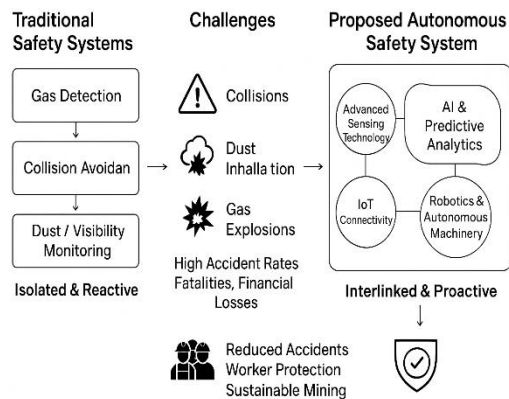 Traditional
Safety Systems
Gas Detection
Collision Avoidan
Dust / Visibility
Monitoring
Isolated & Reactive
Challenges
Collisions
Dust
Inhalla tion
Gas
Explosions
High Accident Rates
Fatalities, Financial
Losses
Proposed Autonomous
Safety System
Advanced
Sensing
Technology
AI &
Predictive
Analytics
IoT
Connectivity
Robotics &
Autonomous
Machinery
Interlinked & Proactive
Reduced Accidents
Worker Protection
Sustainable Mining